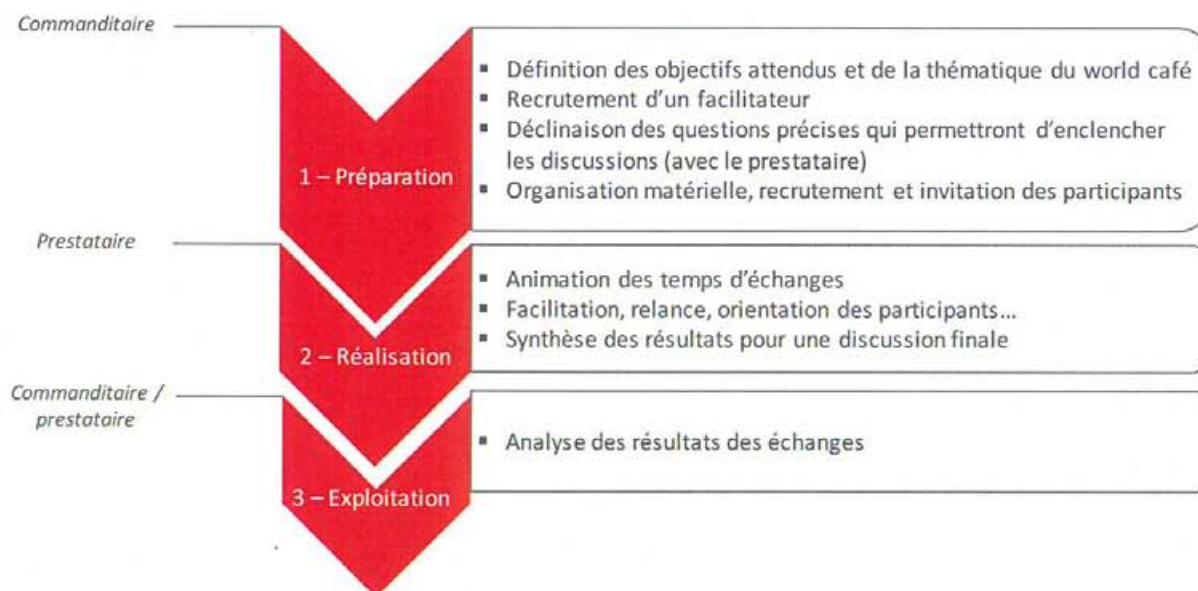 Commanditaire
1 – Préparation
▪ Définition des objectifs attendus et de la thématique du world café
▪ Recrutement d'un facilitateur
▪ Déclinaison des questions précises qui permettront d'enclencher
les discussions (avec le prestataire)
▪ Organisation matérielle, recrutement et invitation des participants
Prestataire
2 – Réalisation
▪ Animation des temps d'échanges
▪ Facilitation, relance, orientation des participants…
▪ Synthèse des résultats pour une discussion finale
Commanditaire /
prestataire
3 – Exploitation
▪ Analyse des résultats des échanges